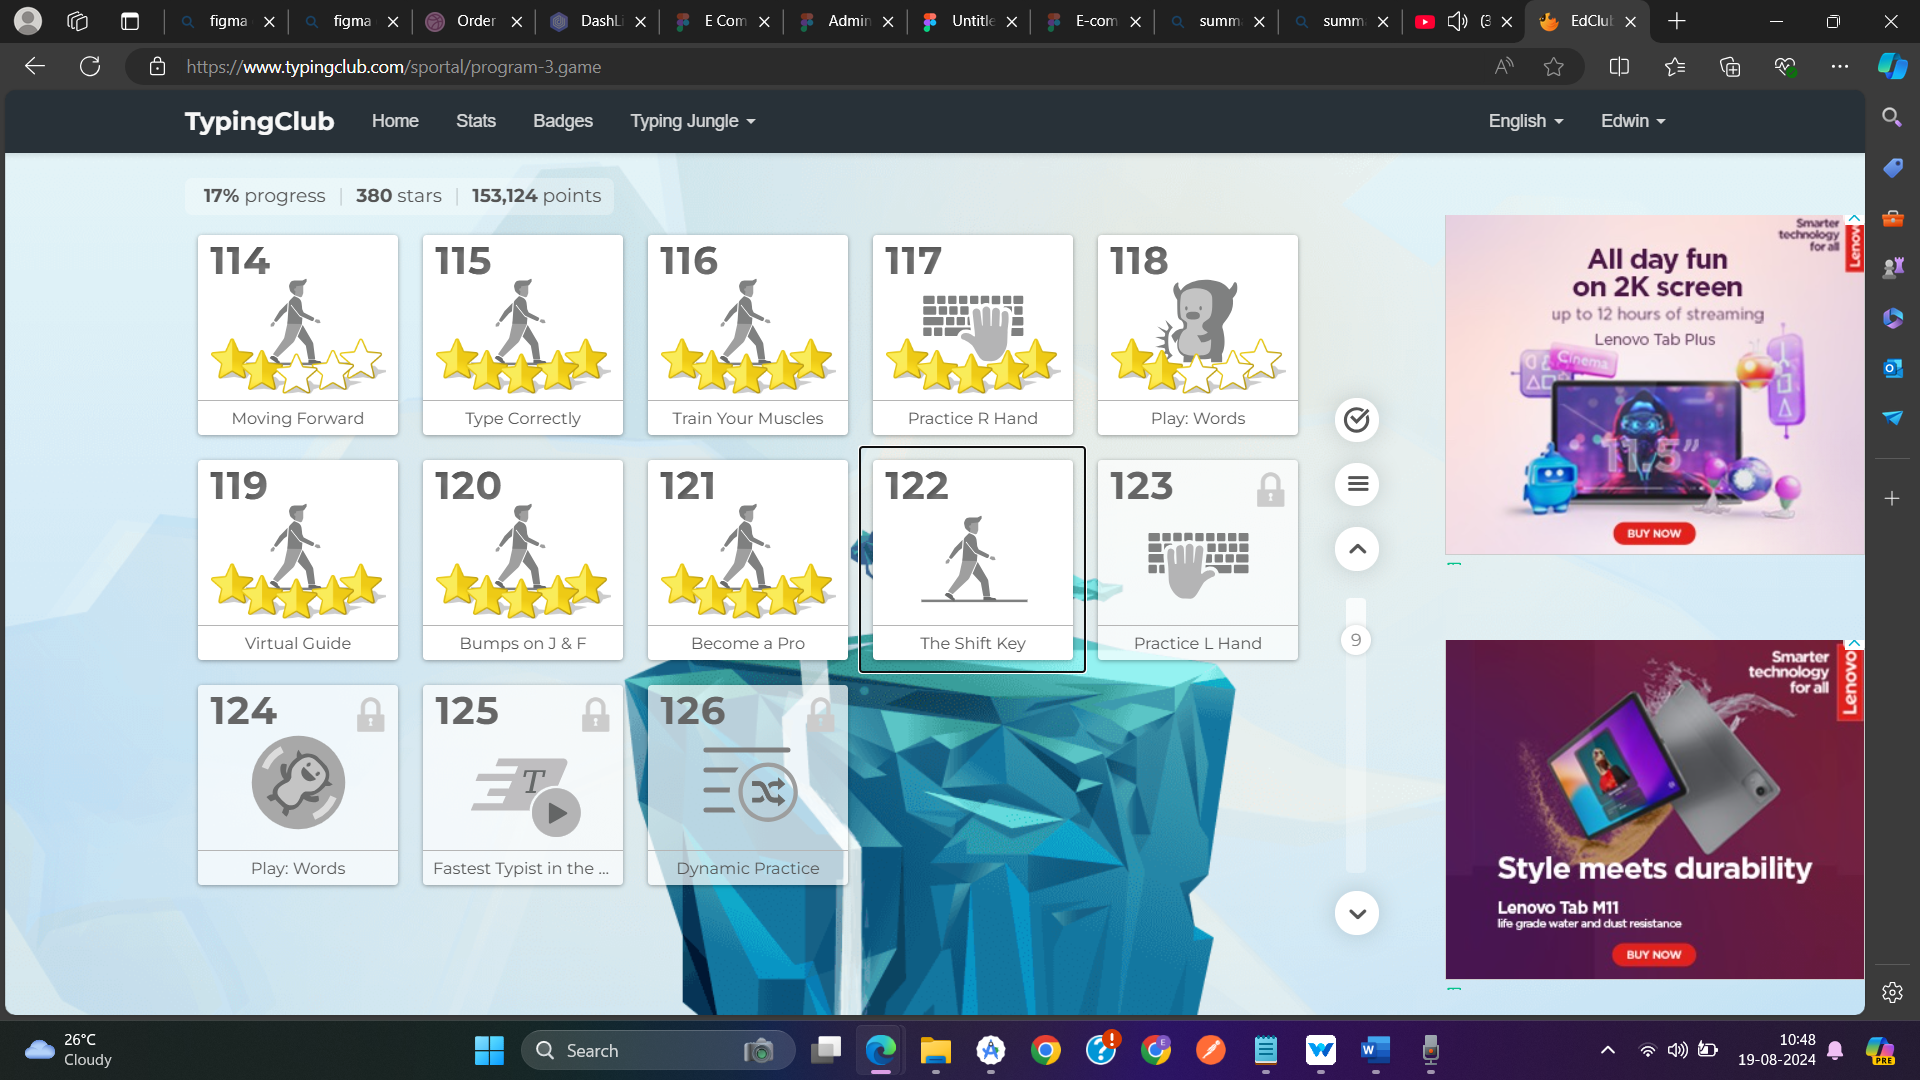 figma
figma
Order
DashLi
E Com
Admin
Untitle
E-com
summ
summ
(3
EdClub
https://www.typingclub.com/sportal/program-3.game
TypingClub Home Stats Badges Typing Jungle English Edwin
17% progress | 380 stars | 153,124 points
114
Moving Forward
115
Type Correctly
116
Train Your Muscles
117
Practice R Hand
118
Play: Words
119
Virtual Guide
120
Bumps on J & F
121
Become a Pro
122
The Shift Key
123
Practice L Hand
124
Play: Words
125
T
Fastest Typist in the ...
126
Dynamic Practice
9
Smarter
technology
for all
Lenovo
All day fun
on 2K screen
up to 12 hours of streaming
Lenovo Tab Plus
Cinema
11.5”
BUY NOW
Smarter
technology
for all
Lenovo
Style meets durability
Lenovo Tab M11
life grade water and dust resistance
BUY NOW
26°C
Cloudy
Search
10:48
19-08-2024
PRE